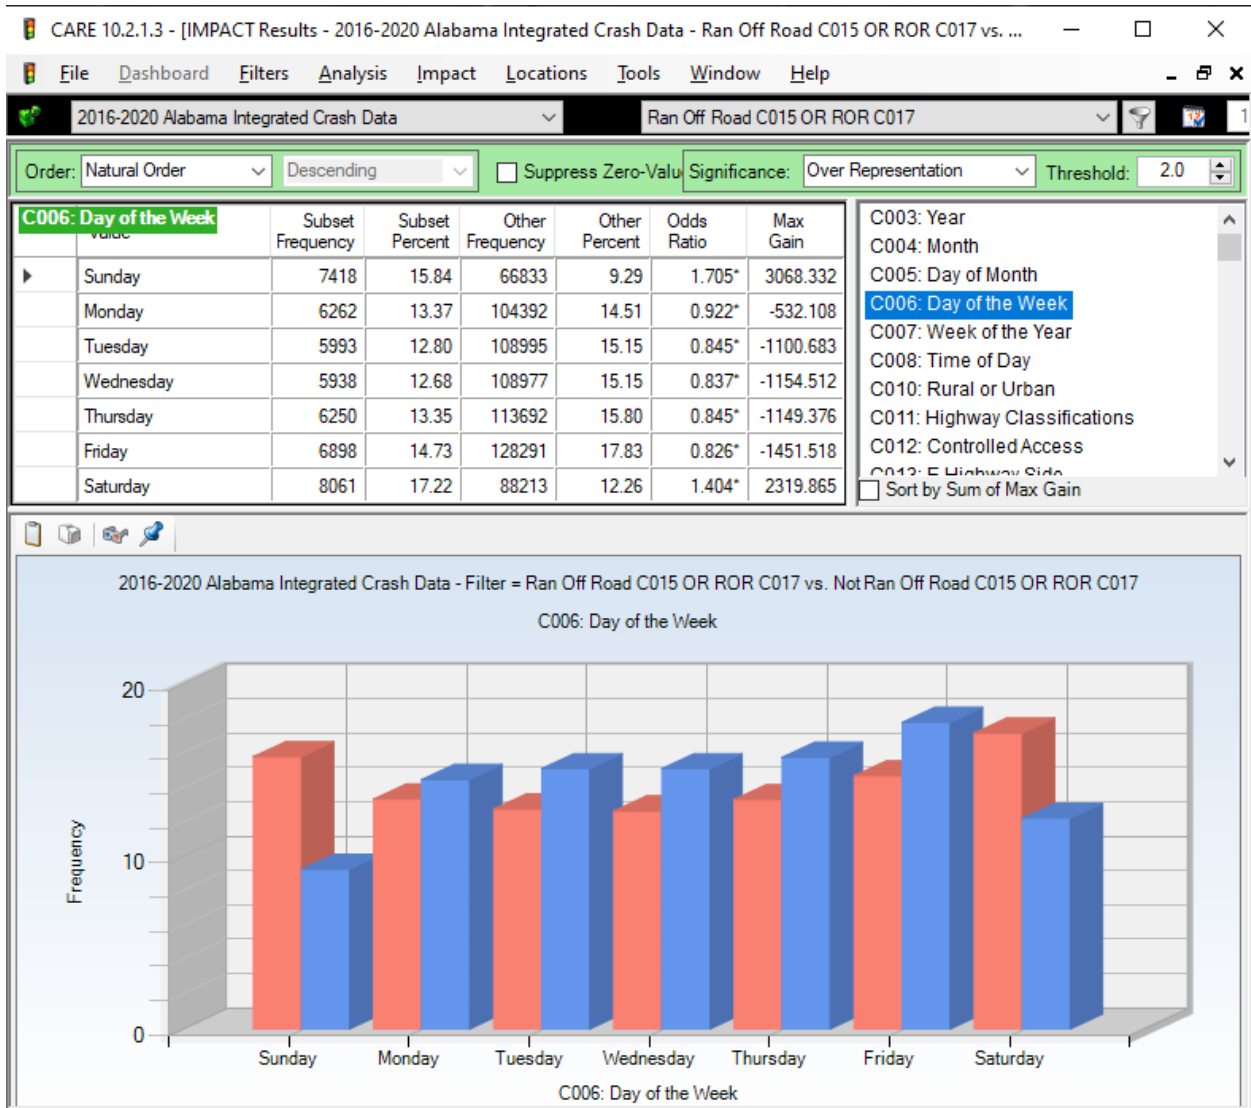 CARE 10.2.1.3 - [IMPACT Results - 2016-2020 Alabama Integrated Crash Data - Ran Off Road C015 OR ROR C017 vs. ...
File Dashboard Filters Analysis Impact Locations Tools Window Help
2016-2020 Alabama Integrated Crash Data Ran Off Road C015 OR ROR C017 12 1
Order: Natural Order Descending Suppress Zero-Valu Significance: Over Representation Threshold: 2.0
C006: Day of the Week Subset Frequency Subset Percent Other Frequency Other Percent Odds Ratio Max Gain
Sunday 7418 15.84 66833 9.29 1.705* 3068.332
Monday 6262 13.37 104392 14.51 0.922* -532.108
Tuesday 5993 12.80 108995 15.15 0.845* -1100.683
Wednesday 5938 12.68 108977 15.15 0.837* -1154.512
Thursday 6250 13.35 113692 15.80 0.845* -1149.376
Friday 6898 14.73 128291 17.83 0.826* -1451.518
Saturday 8061 17.22 88213 12.26 1.404* 2319.865
C003: Year
C004: Month
C005: Day of Month
C006: Day of the Week
C007: Week of the Year
C008: Time of Day
C010: Rural or Urban
C011: Highway Classifications
C012: Controlled Access
C013: E Highway Side
Sort by Sum of Max Gain
2016-2020 Alabama Integrated Crash Data - Filter = Ran Off Road C015 OR ROR C017 vs. Not Ran Off Road C015 OR ROR C017
C006: Day of the Week
20
10
0
Frequency
Sunday Monday Tuesday Wednesday Thursday Friday Saturday
C006: Day of the Week